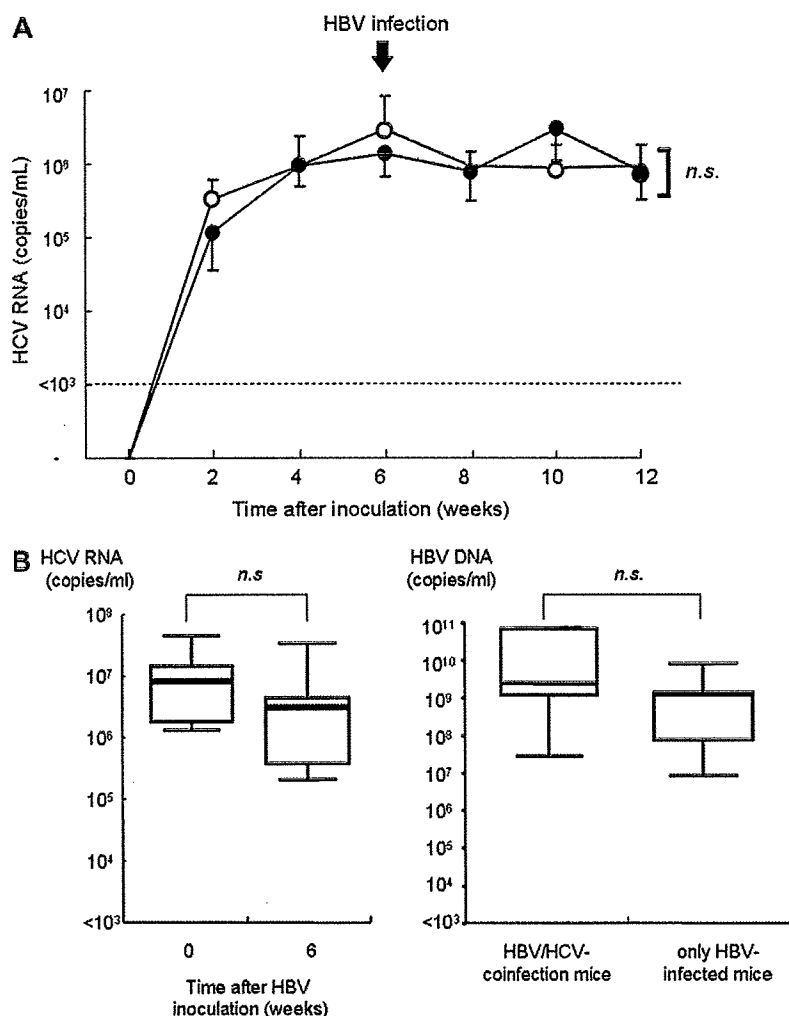 A
HBV infection
HCV RNA (copies/mL)
10⁷
10⁶
10⁵
10⁴
<10³
-
0 2 4 6 8 10 12
Time after inoculation (weeks)
n.s.
B
HCV RNA
(copies/ml)
n.s
10⁸
10⁷
10⁶
10⁵
10⁴
<10³
0 6
Time after HBV
inoculation (weeks)
HBV DNA
(copies/ml)
n.s.
10¹¹
10¹⁰
10⁹
10⁸
10⁷
10⁶
10⁵
10⁴
<10³
HBV/HCV-
coinfection mice
only HBV-
infected mice